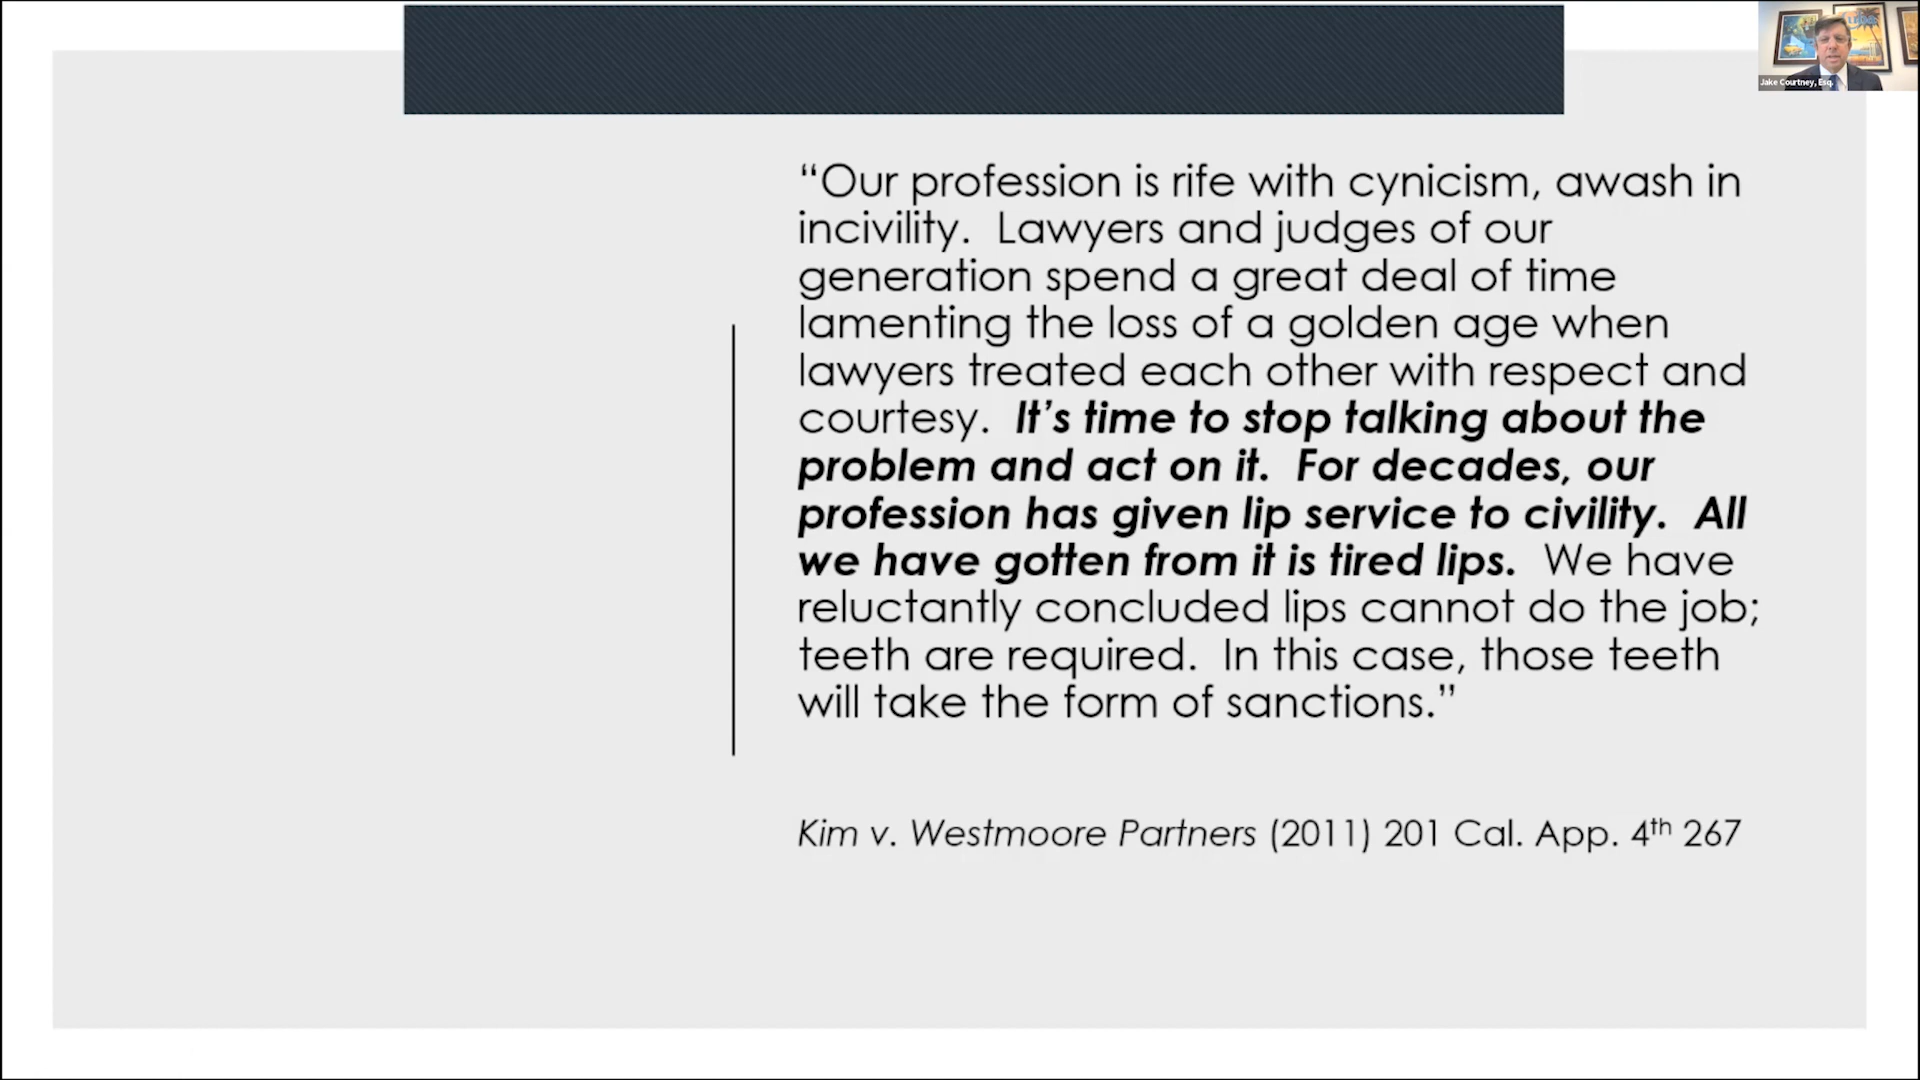 Jake Courtney, Esq.
“Our profession is rife with cynicism, awash in
incivility.  Lawyers and judges of our
generation spend a great deal of time
lamenting the loss of a golden age when
lawyers treated each other with respect and
courtesy.  It’s time to stop talking about the
problem and act on it.  For decades, our
profession has given lip service to civility.  All
we have gotten from it is tired lips.  We have
reluctantly concluded lips cannot do the job;
teeth are required.  In this case, those teeth
will take the form of sanctions.”
Kim v. Westmoore Partners (2011) 201 Cal. App. 4th 267